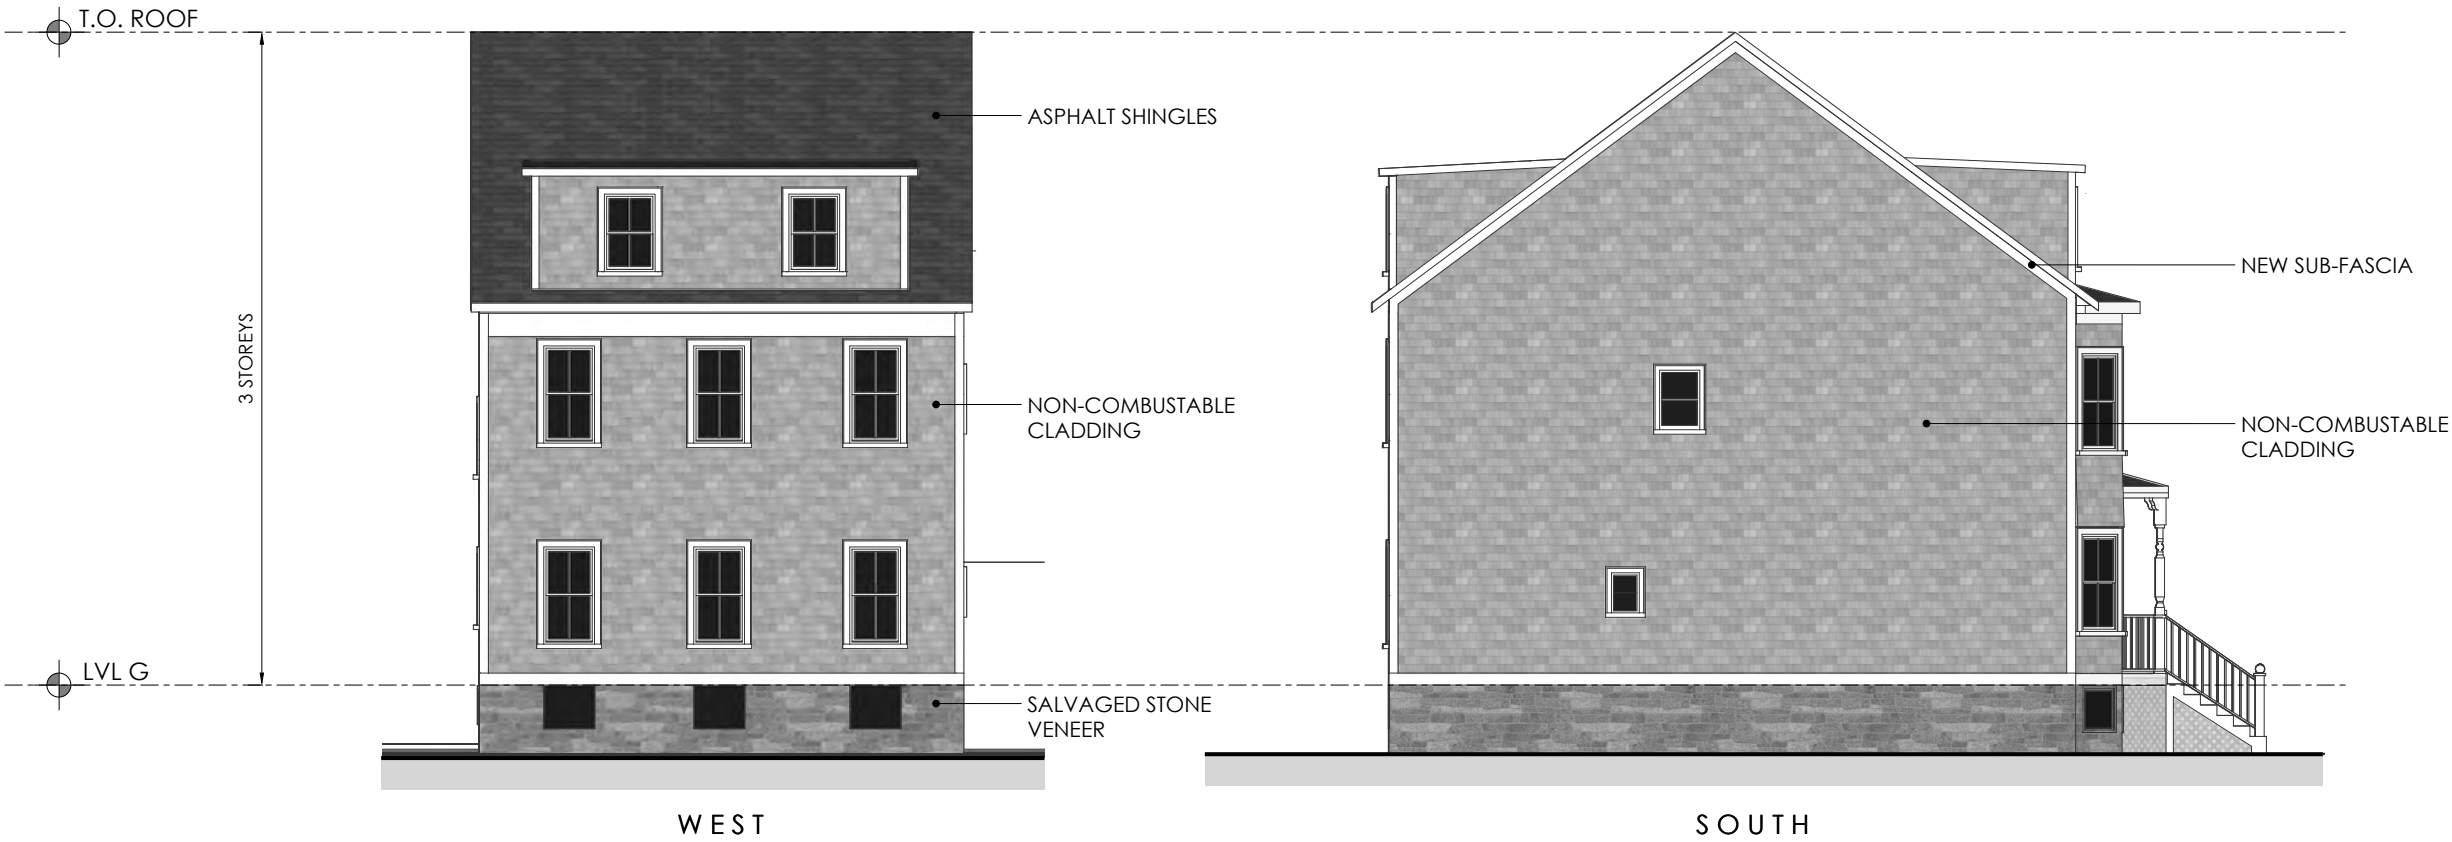 T.O. ROOF
ASPHALT SHINGLES
NEW SUB-FASCIA
3 STOREYS
NON-COMBUSTABLE
CLADDING
NON-COMBUSTABLE
CLADDING
LVL G
SALVAGED STONE
VENEER
WEST
SOUTH